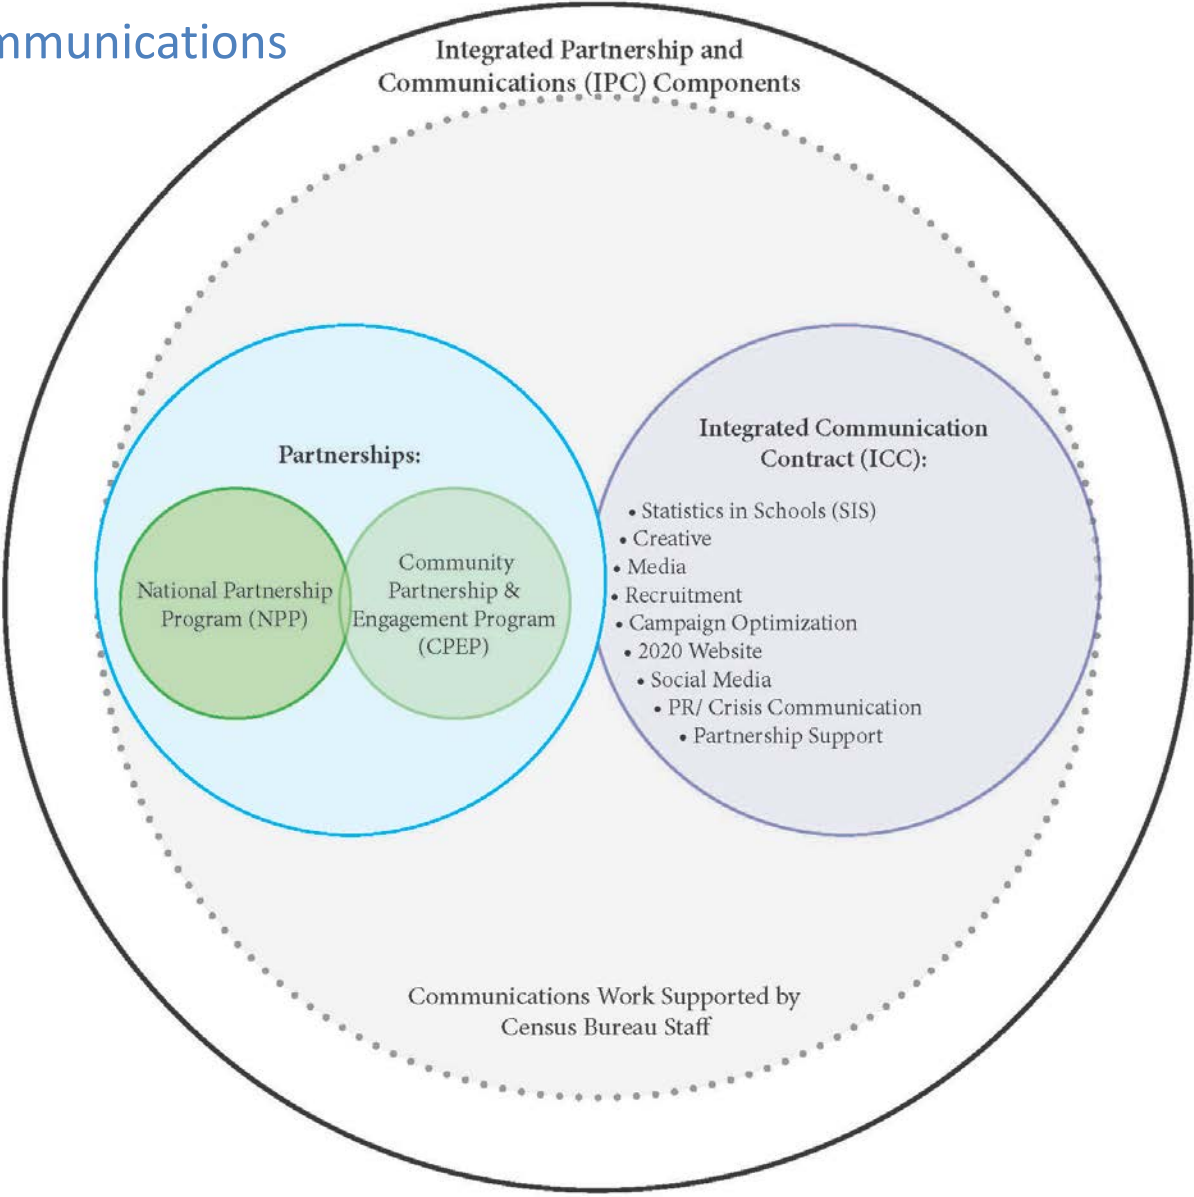 mmunications
Integrated Partnership and
Communications (IPC) Components
Partnerships:
National Partnership
Program (NPP)
Community
Partnership &
Engagement Program
(CPEP)
Integrated Communication
Contract (ICC):
• Statistics in Schools (SIS)
• Creative
• Media
• Recruitment
• Campaign Optimization
• 2020 Website
• Social Media
• PR/ Crisis Communication
• Partnership Support
Communications Work Supported by
Census Bureau Staff